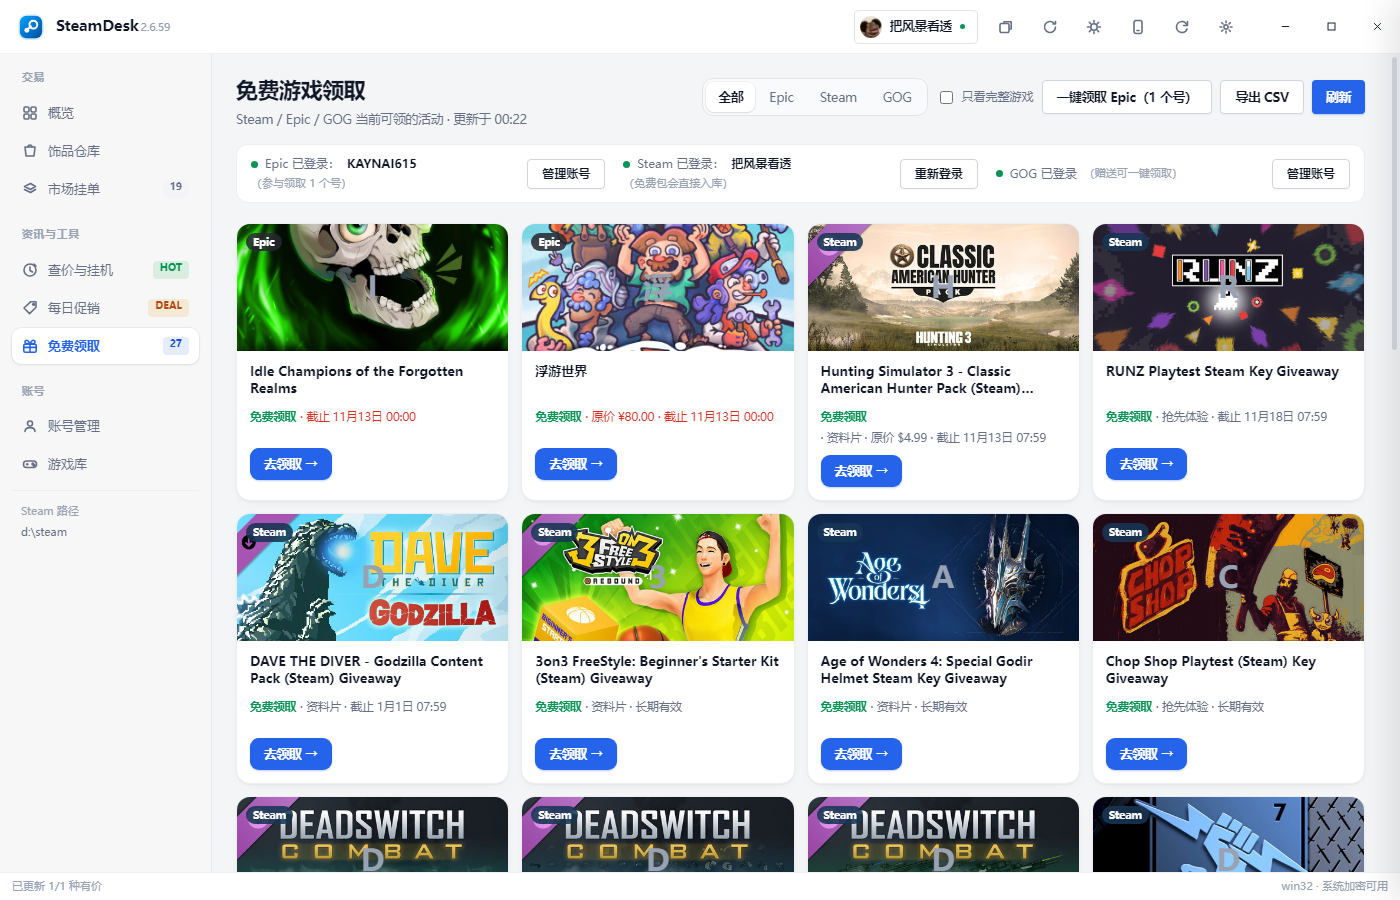 SteamDesk 2.6.59
把风景看透
交易
概览
饰品仓库
市场挂单 19
资讯与工具
查价与挂机 HOT
每日促销 DEAL
免费领取 27
账号
账号管理
游戏库
Steam 路径
d:\steam
免费游戏领取
Steam / Epic / GOG 当前可领的活动 · 更新于 00:22
全部 Epic Steam GOG
只看完整游戏
一键领取 Epic（1 个号）
导出 CSV
刷新
Epic 已登录： KAYNAI615
（参与领取 1 个号）
管理账号
Steam 已登录： 把风景看透
（免费包会直接入库）
重新登录
GOG 已登录 （赠送可一键领取）
管理账号
Epic
I
Idle Champions of the Forgotten
Realms
免费领取 · 截止 11月13日 00:00
去领取 →
Epic
浮游世界
免费领取 · 原价 ¥80.00 · 截止 11月13日 00:00
去领取 →
Steam
CLASSIC
AMERICAN HUNTER
PACK
H
HUNTING 3
SIMULATOR
Hunting Simulator 3 - Classic
American Hunter Pack (Steam)...
免费领取
· 资料片 · 原价 $4.99 · 截止 11月13日 07:59
去领取 →
Steam
RUNZ
R
RUNZ Playtest Steam Key Giveaway
免费领取 · 抢先体验 · 截止 11月18日 07:59
去领取 →
Steam
DAVE
THE DIVER
D
GODZILLA
DAVE THE DIVER - Godzilla Content
Pack (Steam) Giveaway
免费领取 · 资料片 · 截止 1月1日 07:59
去领取 →
Steam
3ON3
FREE STYLE
REBOUND
3
3on3 FreeStyle: Beginner's Starter Kit
(Steam) Giveaway
免费领取 · 资料片 · 长期有效
去领取 →
Steam
Age
of
Wonders 4
A
Age of Wonders 4: Special Godir
Helmet Steam Key Giveaway
免费领取 · 资料片 · 长期有效
去领取 →
Steam
CHOP
SHOP
C
Chop Shop Playtest (Steam) Key
Giveaway
免费领取 · 抢先体验 · 长期有效
去领取 →
Steam
DEADSWITCH
COMBAT
D
Steam
DEADSWITCH
COMBAT
D
Steam
DEADSWITCH
COMBAT
D
Steam
7
D
已更新 1/1 种有价
win32 · 系统加密可用